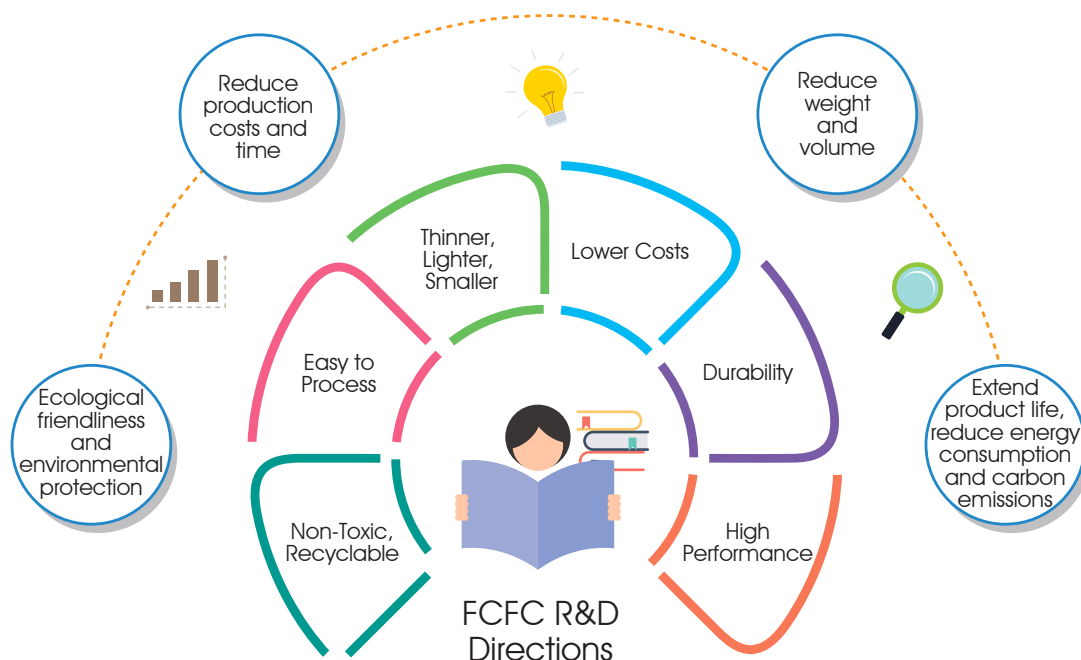 Reduce
production
costs and
time
Reduce
weight
and
volume
Thinner,
Lighter,
Smaller
Lower Costs
Easy to
Process
Durability
Ecological
friendliness
and
environmental
protection
Extend
product life,
reduce energy
consumption
and carbon
emissions
Non-Toxic,
Recyclable
High
Performance
FCFC R&D
Directions